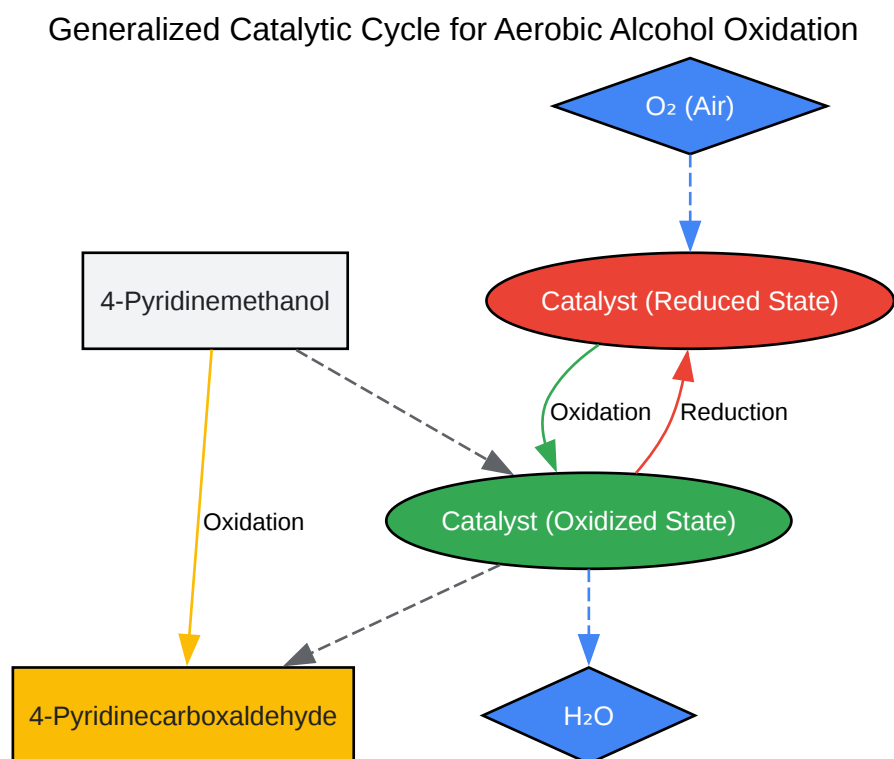 Generalized Catalytic Cycle for Aerobic Alcohol Oxidation
O₂ (Air)
4-Pyridinemethanol
Catalyst (Reduced State)
Oxidation
Reduction
Oxidation
Catalyst (Oxidized State)
4-Pyridinecarboxaldehyde
H₂O